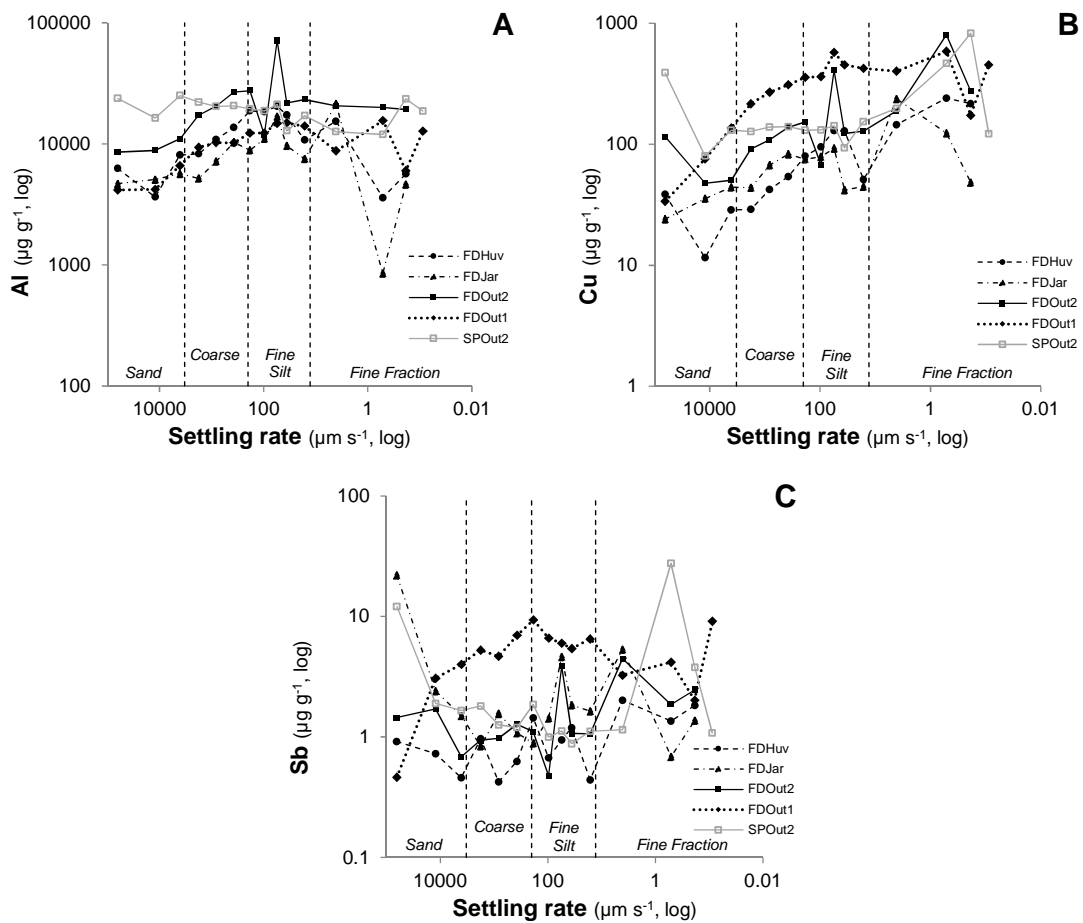 A
100000
10000
1000
100
Al (µg g-1, log)
FDHuv
FDJar
FDOut2
FDOut1
SPOut2
Sand
Coarse
Fine
Silt
Fine Fraction
10000 100 1 0.01
Settling rate (µm s-1, log)
B
1000
100
10
1
Cu (µg g-1, log)
FDHuv
FDJar
FDOut2
FDOut1
SPOut2
Sand
Coarse
Fine
Silt
Fine Fraction
10000 100 1 0.01
Settling rate (µm s-1, log)
C
100
10
1
0.1
Sb (µg g-1, log)
FDHuv
FDJar
FDOut2
FDOut1
SPOut2
Sand
Coarse
Fine
Silt
Fine Fraction
10000 100 1 0.01
Settling rate (µm s-1, log)